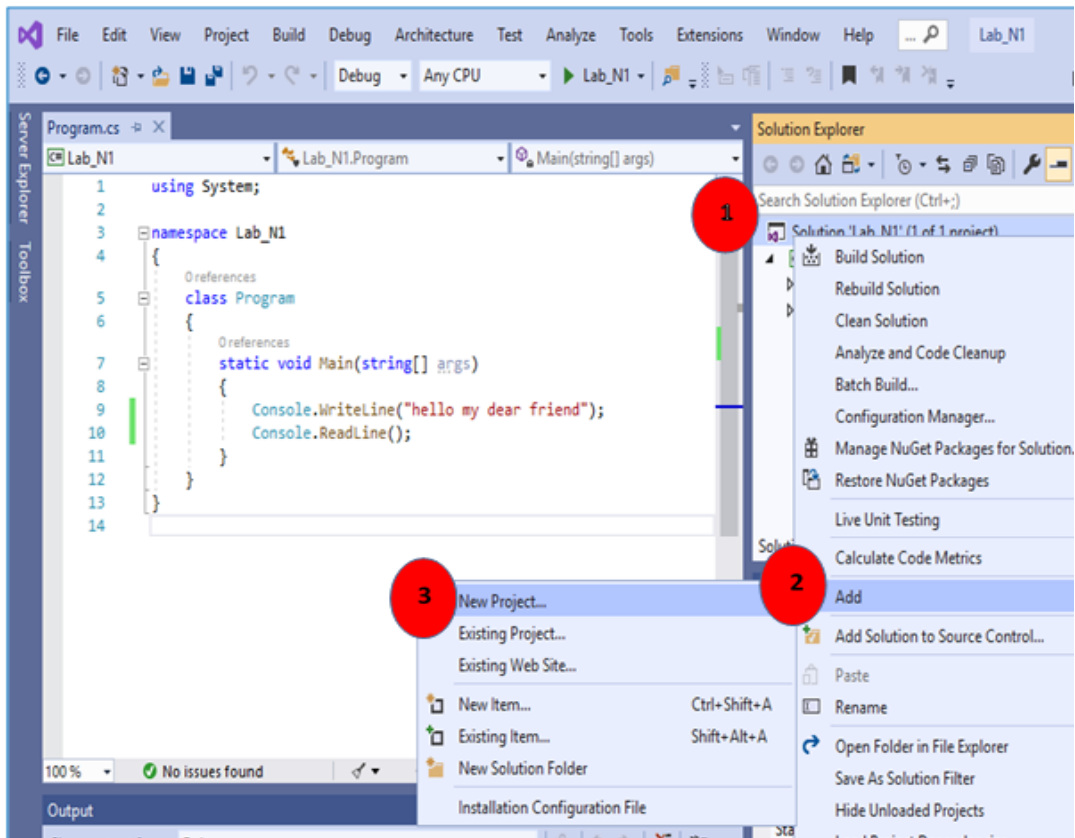 File Edit View Project Build Debug Architecture Test Analyze Tools Extensions Window Help ... Lab_N1
Debug Any CPU Lab_N1
Server Explorer
Toolbox
Program.cs
Lab_N1 Lab_N1.Program Main(string[] args)
1 using System;
2
3 namespace Lab_N1
4 {
0 references
5 class Program
6 {
0 references
7 static void Main(string[] args)
8 {
9 Console.WriteLine("hello my dear friend");
10 Console.ReadLine();
11 }
12 }
13 }
14
100 % No issues found
Output
Solution Explorer
Search Solution Explorer (Ctrl+;)
1
Solution 'Lab_N1' (1 of 1 project)
Build Solution
Rebuild Solution
Clean Solution
Analyze and Code Cleanup
Batch Build...
Configuration Manager...
Manage NuGet Packages for Solution.
Restore NuGet Packages
Live Unit Testing
Calculate Code Metrics
2
Add
Add Solution to Source Control...
Paste
Rename
Open Folder in File Explorer
Save As Solution Filter
Hide Unloaded Projects
3
New Project...
Existing Project...
Existing Web Site...
New Item... Ctrl+Shift+A
Existing Item... Shift+Alt+A
New Solution Folder
Installation Configuration File